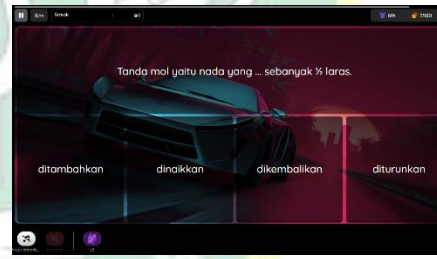 Tanda mol yaitu nada yang ... sebanyak ½ laras.
ditambahkan
dinaikkan
dikembalikan
diturunkan